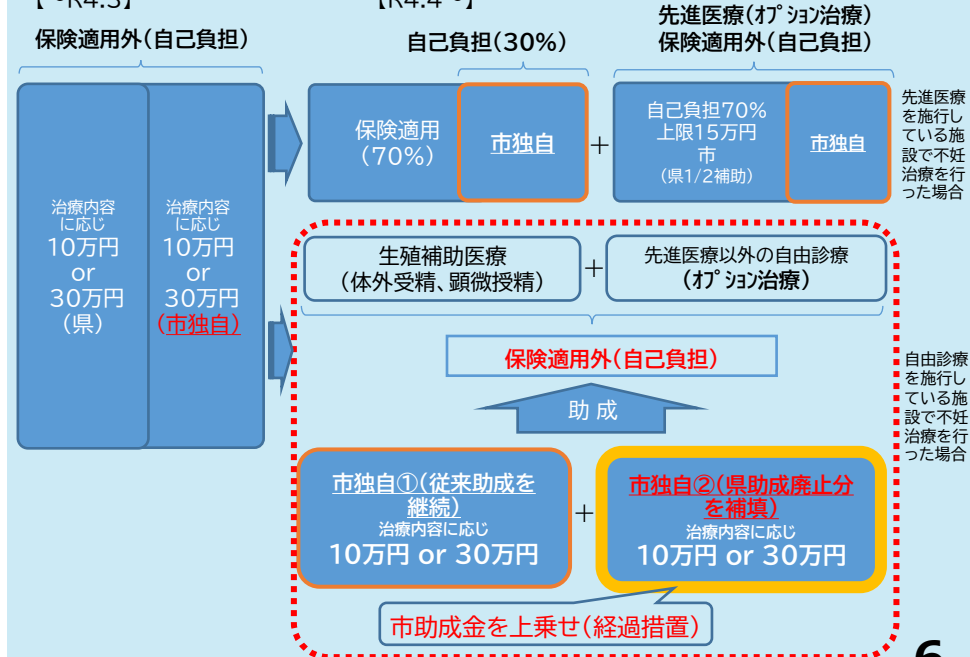 【~R4.3】
【R4.4~】
保険適用外(自己負担)
自己負担(30%)
先進医療(オプション治療)
保険適用外(自己負担)
治療内容
に応じ
10万円
or
30万円
(県)
治療内容
に応じ
10万円
or
30万円
(市独自)
保険適用
(70%)
市独自
+
自己負担70%
上限15万円
市
(県1/2補助)
市独自
先進医療
を施行し
ている施
設で不妊
治療を行
った場合
生殖補助医療
(体外受精、顕微授精)
+
先進医療以外の自由診療
(オプション治療)
保険適用外(自己負担)
助成
市独自①(従来助成を
継続)
治療内容に応じ
10万円 or 30万円
+
市独自②(県助成廃止分
を補填)
治療内容に応じ
10万円 or 30万円
市助成金を上乗せ(経過措置)
自由診療
を施行し
ている施
設で不妊
治療を行
った場合
6